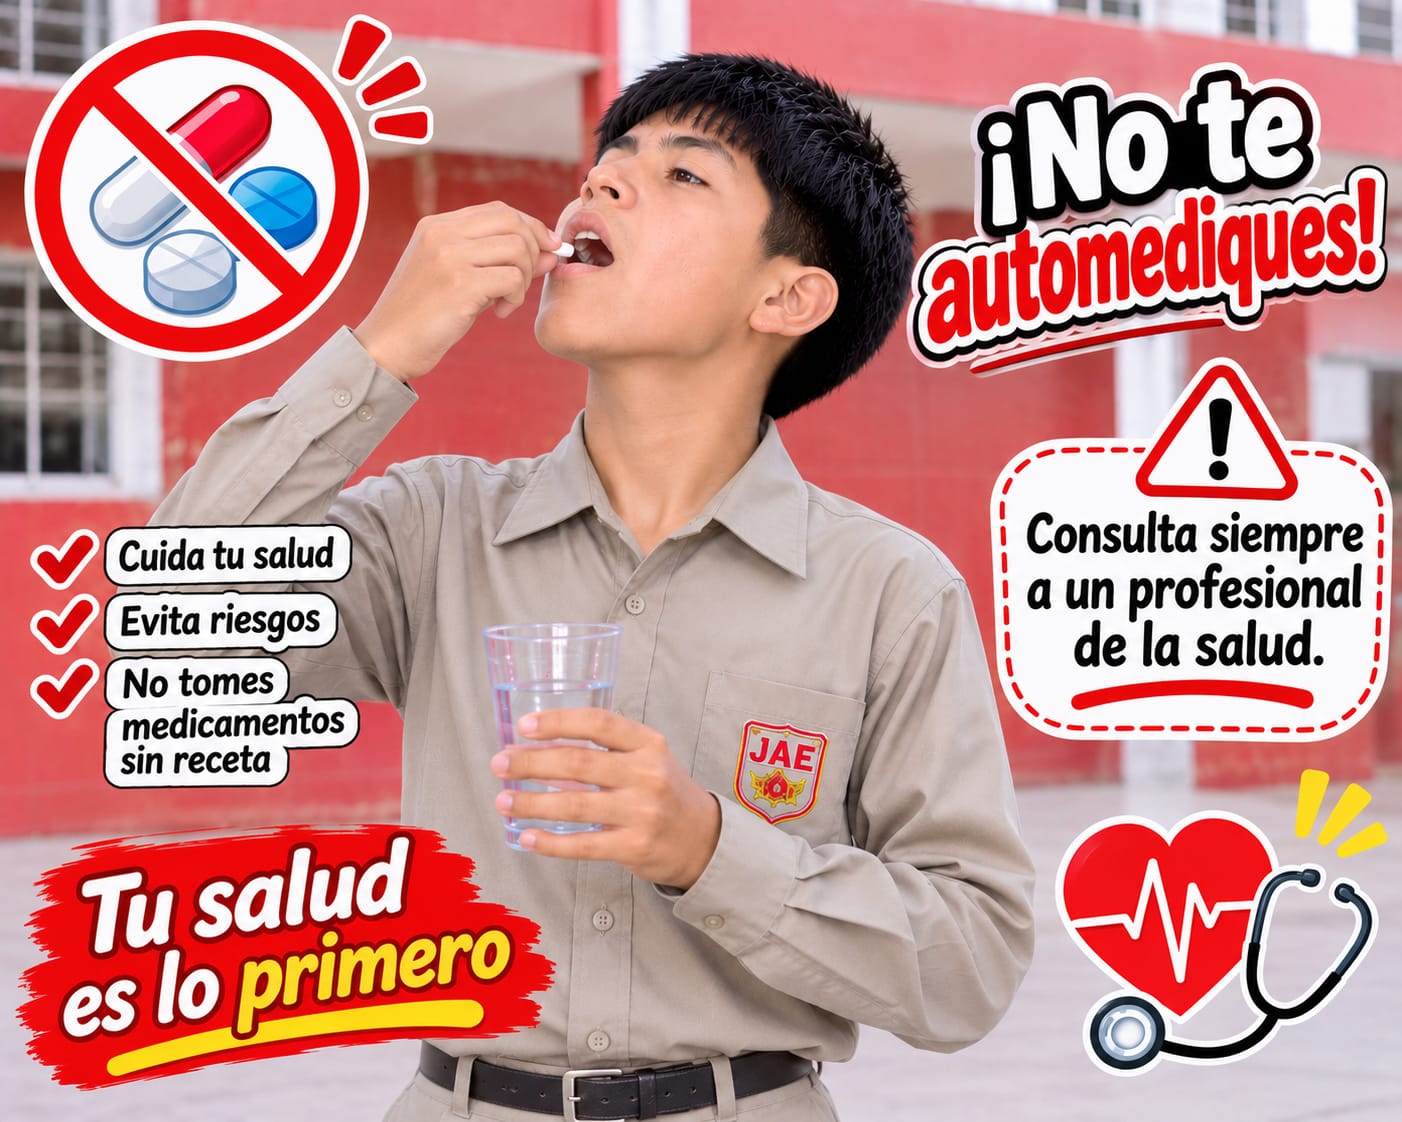 ¡No te
automediques!
Consulta siempre
a un profesional
de la salud.
Cuida tu salud
Evita riesgos
No tomes
medicamentos
sin receta
JAE
Tu salud
es lo primero